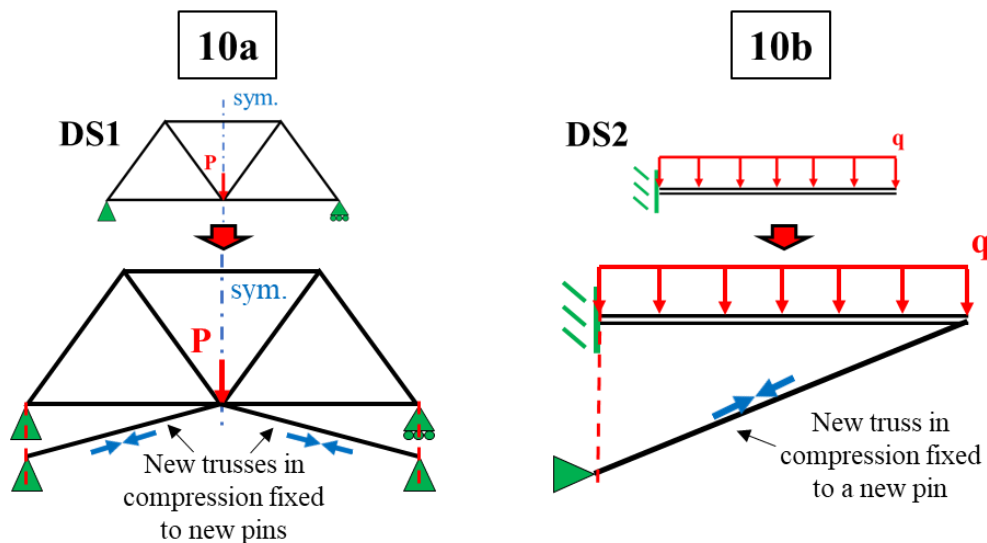 10a
sym.
DS1
P
sym.
P
New trusses in
compression fixed
to new pins
10b
DS2
q
q
New truss in
compression fixed
to a new pin